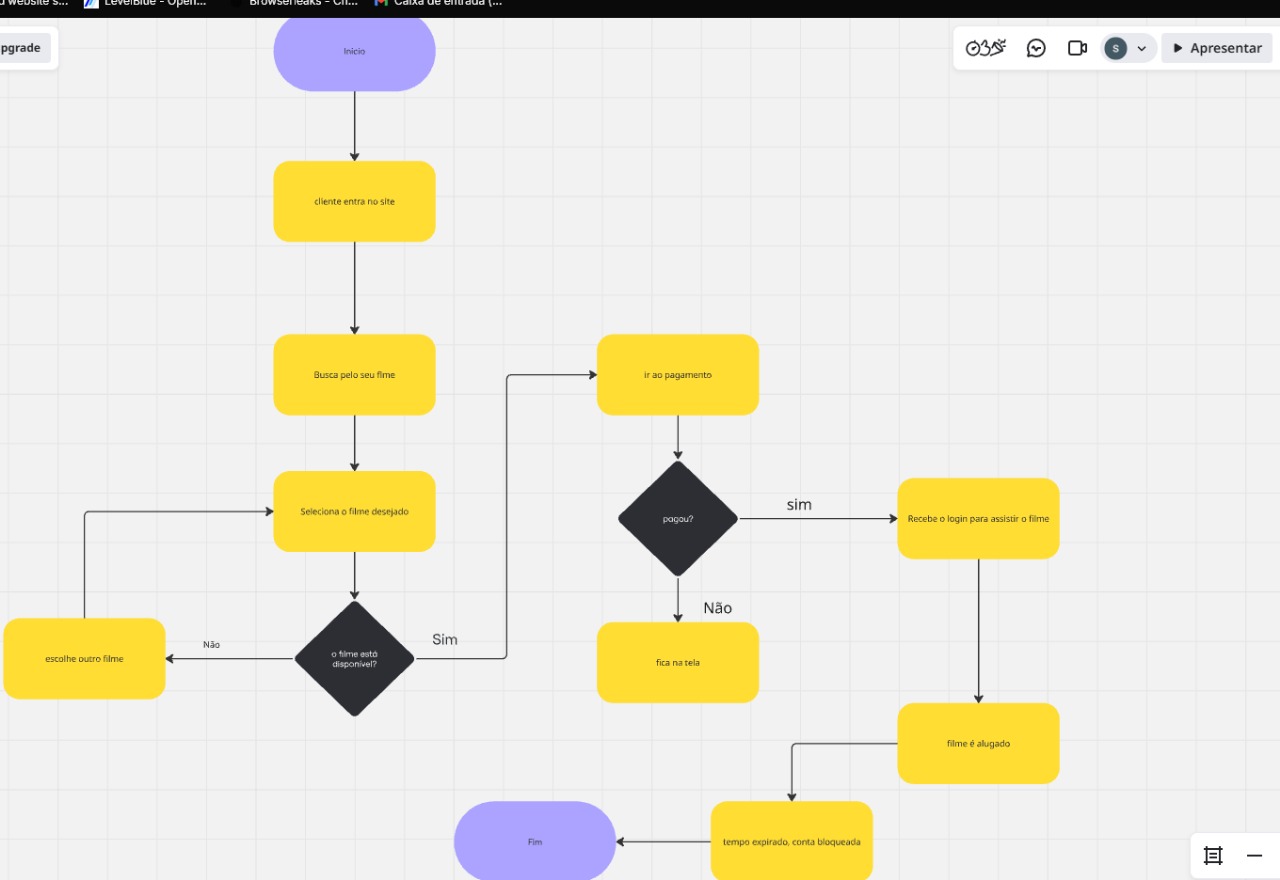 d website s...
LevelBlue - Open...
Browserleaks - Ch...
Caixa de entrada (...
pgrade
S
Apresentar
Início
cliente entra no site
Busca pelo seu flme
ir ao pagamento
Seleciona o filme desejado
pagou?
sim
Recebe o login para assistir o filme
Não
fica na tela
escolhe outro filme
Não
o filme está
disponível?
Sim
filme é alugado
tempo expirado, conta bloqueada
Fim